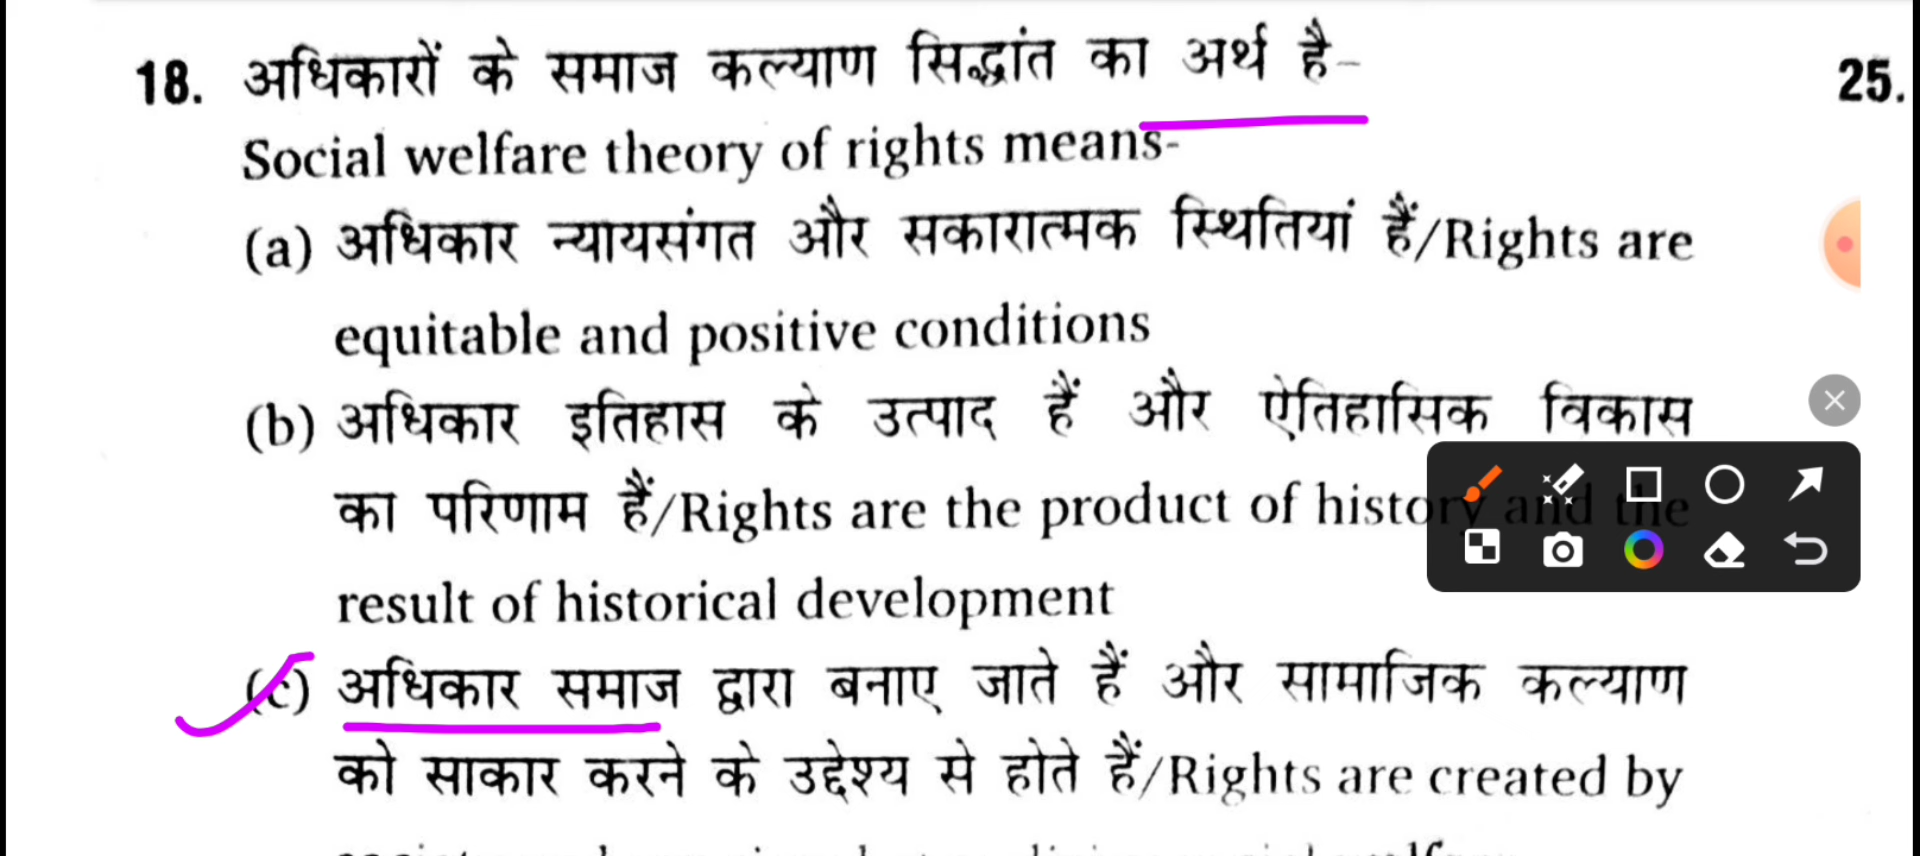 18. अधिकारों के समाज कल्याण सिद्धांत का अर्थ है–
25.
Social welfare theory of rights means-
(a) अधिकार न्यायसंगत और सकारात्मक स्थितियां हैं/Rights are
equitable and positive conditions
(b) अधिकार इतिहास के उत्पाद हैं और ऐतिहासिक विकास
का परिणाम हैं/Rights are the product of history and the
result of historical development
(c) अधिकार समाज द्वारा बनाए जाते हैं और सामाजिक कल्याण
को साकार करने के उद्देश्य से होते हैं/Rights are created by